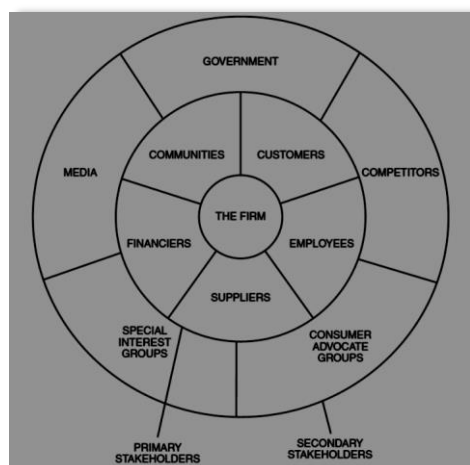 GOVERNMENT
COMMUNITIES
CUSTOMERS
MEDIA
COMPETITORS
THE FIRM
FINANCIERS
EMPLOYEES
SUPPLIERS
SPECIAL
INTEREST
GROUPS
CONSUMER
ADVOCATE
GROUPS
PRIMARY
STAKEHOLDERS
SECONDARY
STAKEHOLDERS